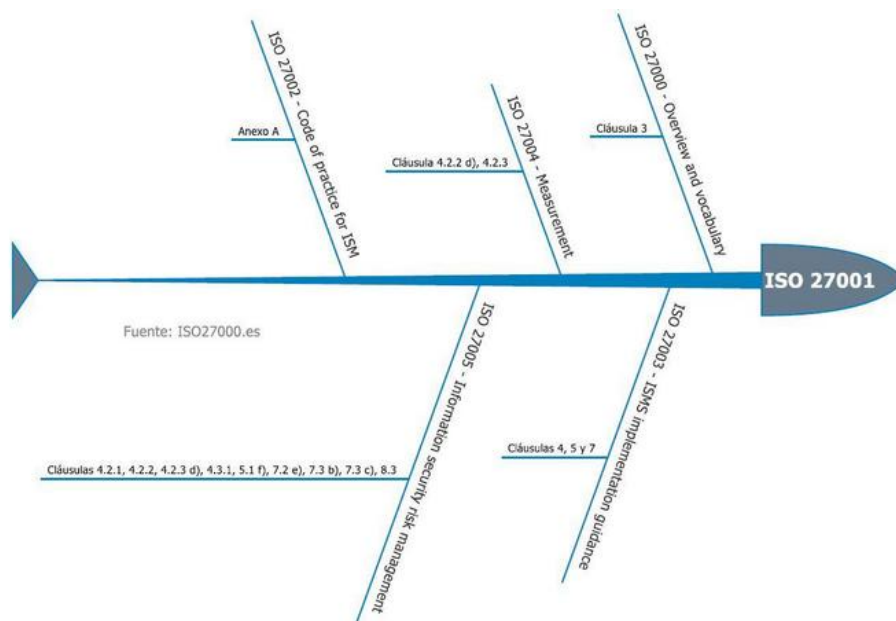 ISO 27002 - Code of practice for ISM
Anexo A
ISO 27004 - Measurement
Cláusula 4.2.2 d), 4.2.3
ISO 27000 - Overview and vocabulary
Cláusula 3
ISO 27001
Fuente: ISO27000.es
ISO 27005 - Information security risk management
Cláusulas 4.2.1, 4.2.2, 4.2.3 d), 4.3.1, 5.1 f), 7.2 e), 7.3 b), 7.3 c), 8.3
ISO 27003 - ISMS implementation guidance
Cláusulas 4, 5 y 7